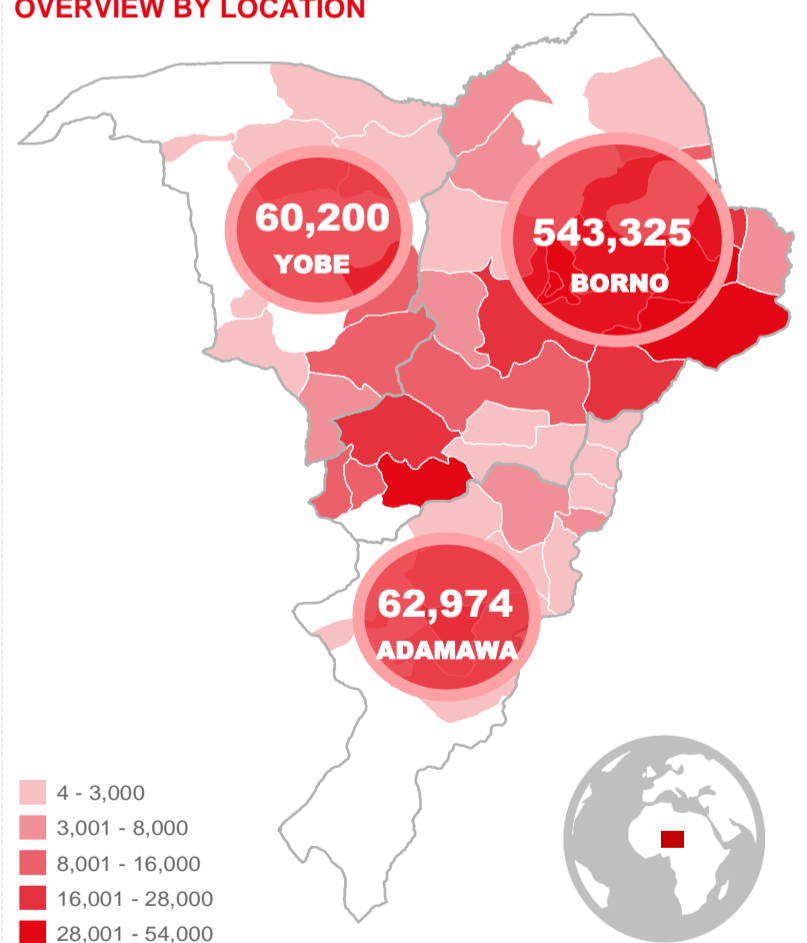 OVERVIEW BY LOCATION
60,200
YOBE
543,325
BORNO
62,974
ADAMAWA
4 - 3,000
3,001 - 8,000
8,001 - 16,000
16,001 - 28,000
28,001 - 54,000